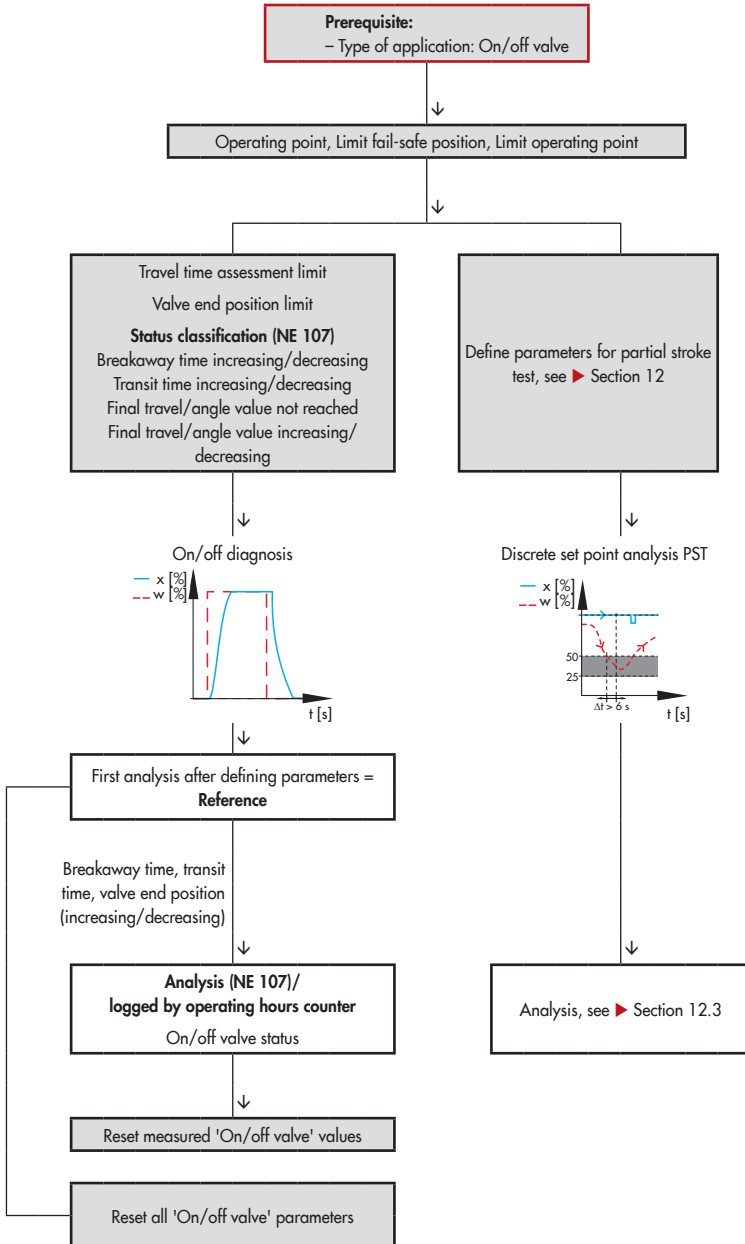 Prerequisite:
– Type of application: On/off valve
Operating point, Limit fail-safe position, Limit operating point
Travel time assessment limit
Valve end position limit
Status classification (NE 107)
Breakaway time increasing/decreasing
Transit time increasing/decreasing
Final travel/angle value not reached
Final travel/angle value increasing/
decreasing
Define parameters for partial stroke
test, see ▶ Section 12
On/off diagnosis
x [%]
w [%]
t [s]
Discrete set point analysis PST
x [%]
w [%]
50
25
Δt > 6 s
t [s]
First analysis after defining parameters =
Reference
Breakaway time, transit
time, valve end position
(increasing/decreasing)
Analysis (NE 107)/
logged by operating hours counter
On/off valve status
Analysis, see ▶ Section 12.3
Reset measured 'On/off valve' values
Reset all 'On/off valve' parameters